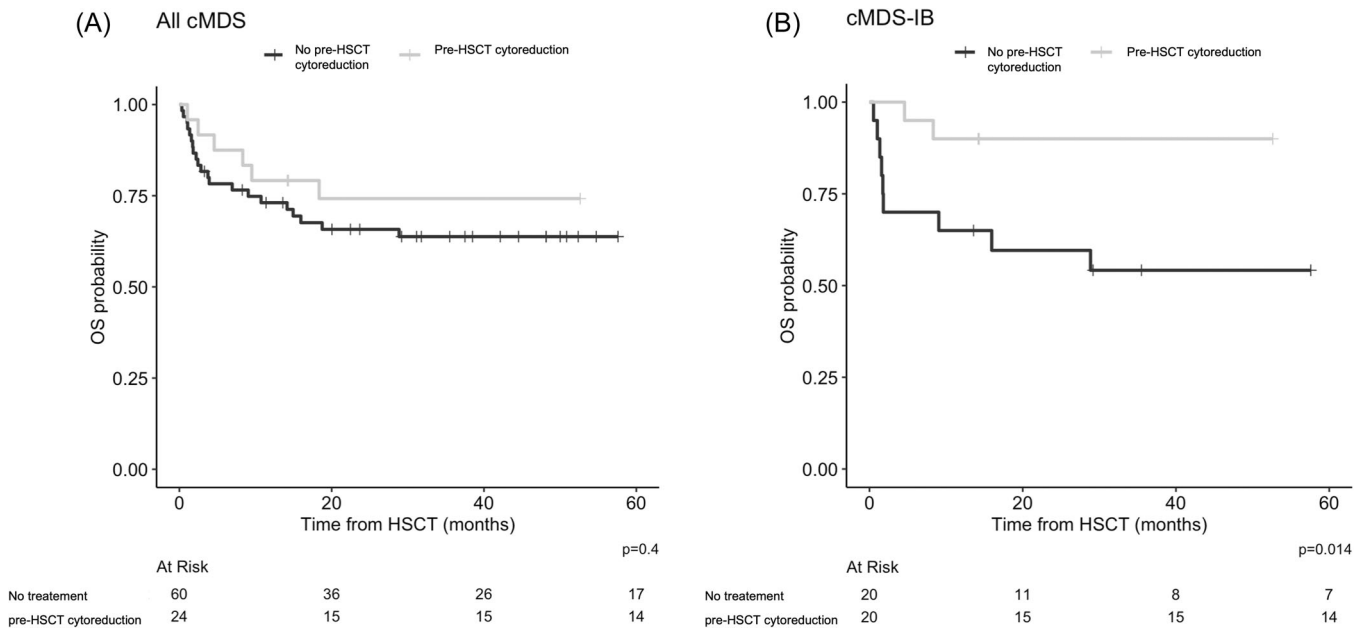 (A) All cMDS
No pre-HSCT
cytoreduction
Pre-HSCT cytoreduction
1.00
0.75
0.50
0.25
0.00
OS probability
0 20 40 60
Time from HSCT (months)
p=0.4
At Risk
No treatement 60 36 26 17
pre-HSCT cytoreduction 24 15 15 14
(B) cMDS-IB
No pre-HSCT
cytoreduction
Pre-HSCT cytoreduction
1.00
0.75
0.50
0.25
0.00
OS probability
0 20 40 60
Time from HSCT (months)
p=0.014
At Risk
No treatement 20 11 8 7
pre-HSCT cytoreduction 20 15 15 14